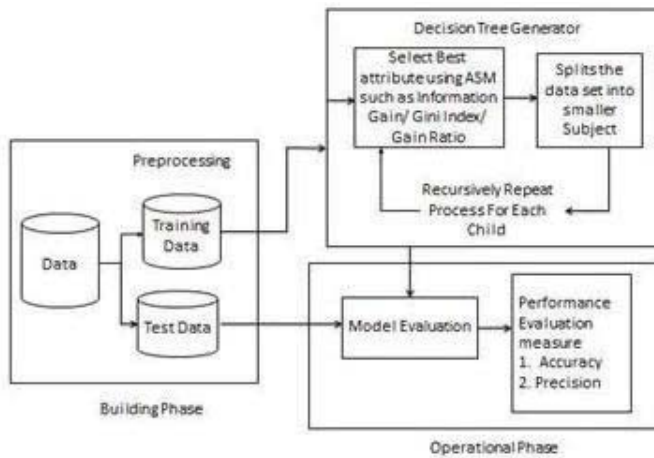 Decision Tree Generator
Select Best
attribute using ASM
such as Information
Gain/ Gini Index/
Gain Ratio
Splits the
data set into
smaller
Subject
Recursively Repeat
Process For Each
Child
Preprocessing
Data
Training
Data
Test Data
Building Phase
Model Evaluation
Performance
Evaluation
measure
1. Accuracy
2. Precision
Operational Phase